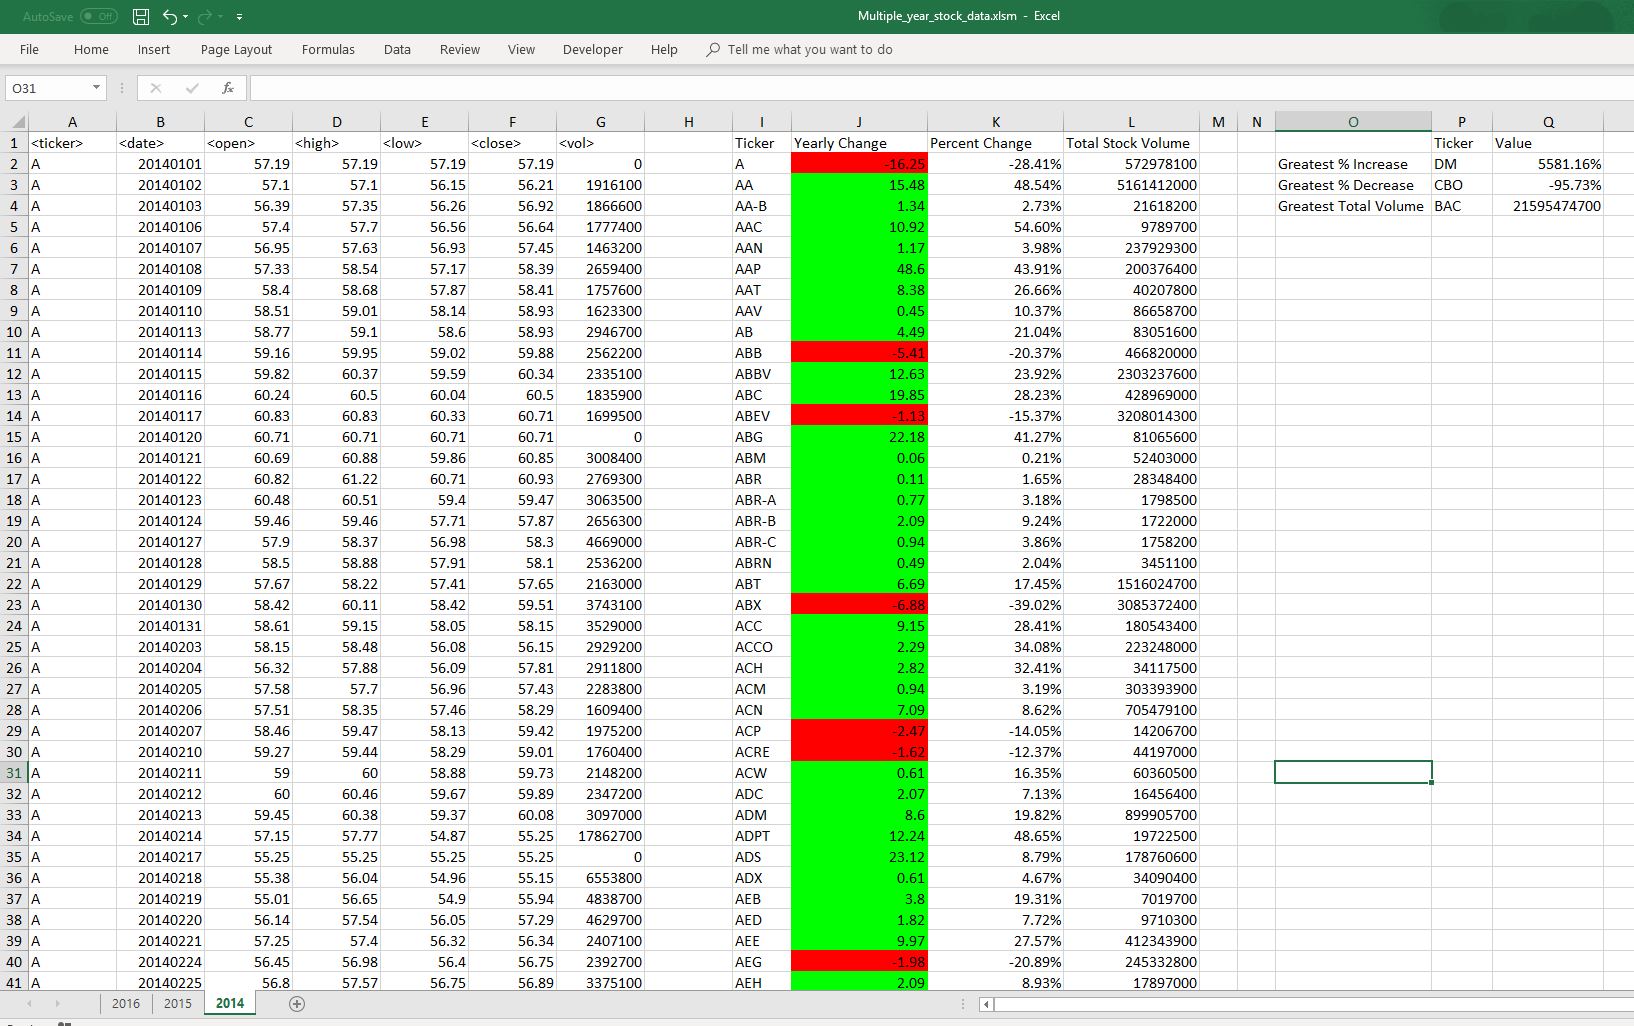 AutoSave Off Multiple_year_stock_data.xlsm - Excel
File Home Insert Page Layout Formulas Data Review View Developer Help Tell me what you want to do
O31 fx
A B C D E F G H I J K L M N O P Q
1 <ticker> <date> <open> <high> <low> <close> <vol> Ticker Yearly Change Percent Change Total Stock Volume Ticker Value
2 A 20140101 57.19 57.19 57.19 57.19 0 A -16.25 -28.41% 572978100 Greatest % Increase DM 5581.16%
3 A 20140102 57.1 57.1 56.15 56.21 1916100 AA 15.48 48.54% 5161412000 Greatest % Decrease CBO -95.73%
4 A 20140103 56.39 57.35 56.26 56.92 1866600 AA-B 1.34 2.73% 21618200 Greatest Total Volume BAC 21595474700
5 A 20140106 57.4 57.7 56.56 56.64 1777400 AAC 10.92 54.60% 9789700
6 A 20140107 56.95 57.63 56.93 57.45 1463200 AAN 1.17 3.98% 237929300
7 A 20140108 57.33 58.54 57.17 58.39 2659400 AAP 48.6 43.91% 200376400
8 A 20140109 58.4 58.68 57.87 58.41 1757600 AAT 8.38 26.66% 40207800
9 A 20140110 58.51 59.01 58.14 58.93 1623300 AAV 0.45 10.37% 86658700
10 A 20140113 58.77 59.1 58.6 58.93 2946700 AB 4.49 21.04% 83051600
11 A 20140114 59.16 59.95 59.02 59.88 2562200 ABB -5.41 -20.37% 466820000
12 A 20140115 59.82 60.37 59.59 60.34 2335100 ABBV 12.63 23.92% 2303237600
13 A 20140116 60.24 60.5 60.04 60.5 1835900 ABC 19.85 28.23% 428969000
14 A 20140117 60.83 60.83 60.33 60.71 1699500 ABEV -1.13 -15.37% 3208014300
15 A 20140120 60.71 60.71 60.71 60.71 0 ABG 22.18 41.27% 81065600
16 A 20140121 60.69 60.88 59.86 60.85 3008400 ABM 0.06 0.21% 52403000
17 A 20140122 60.82 61.22 60.71 60.93 2769300 ABR 0.11 1.65% 28348400
18 A 20140123 60.48 60.51 59.4 59.47 3063500 ABR-A 0.77 3.18% 1798500
19 A 20140124 59.46 59.46 57.71 57.87 2656300 ABR-B 2.09 9.24% 1722000
20 A 20140127 57.9 58.37 56.98 58.3 4669000 ABR-C 0.94 3.86% 1758200
21 A 20140128 58.5 58.88 57.91 58.1 2536200 ABRN 0.49 2.04% 3451100
22 A 20140129 57.67 58.22 57.41 57.65 2163000 ABT 6.69 17.45% 1516024700
23 A 20140130 58.42 60.11 58.42 59.51 3743100 ABX -6.88 -39.02% 3085372400
24 A 20140131 58.61 59.15 58.05 58.15 3529000 ACC 9.15 28.41% 180543400
25 A 20140203 58.15 58.48 56.08 56.15 2929200 ACCO 2.29 34.08% 223248000
26 A 20140204 56.32 57.88 56.09 57.81 2911800 ACH 2.82 32.41% 34117500
27 A 20140205 57.58 57.7 56.96 57.43 2283800 ACM 0.94 3.19% 303393900
28 A 20140206 57.51 58.35 57.46 58.29 1609400 ACN 7.09 8.62% 705479100
29 A 20140207 58.46 59.47 58.13 59.42 1975200 ACP -2.47 -14.05% 14206700
30 A 20140210 59.27 59.44 58.29 59.01 1760400 ACRE -1.62 -12.37% 44197000
31 A 20140211 59 60 58.88 59.73 2148200 ACW 0.61 16.35% 60360500
32 A 20140212 60 60.46 59.67 59.89 2347200 ADC 2.07 7.13% 16456400
33 A 20140213 59.45 60.38 59.37 60.08 3097000 ADM 8.6 19.82% 899905700
34 A 20140214 57.15 57.77 54.87 55.25 17862700 ADPT 12.24 48.65% 19722500
35 A 20140217 55.25 55.25 55.25 55.25 0 ADS 23.12 8.79% 178760600
36 A 20140218 55.38 56.04 54.96 55.15 6553800 ADX 0.61 4.67% 34090400
37 A 20140219 55.01 56.65 54.9 55.94 4838700 AEB 3.8 19.31% 7019700
38 A 20140220 56.14 57.54 56.05 57.29 4629700 AED 1.82 7.72% 9710300
39 A 20140221 57.25 57.4 56.32 56.34 2407100 AEE 9.97 27.57% 412343900
40 A 20140224 56.45 56.98 56.4 56.75 2392700 AEG -1.98 -20.89% 245332800
41 A 20140225 56.8 57.57 56.75 56.89 3375100 AEH 2.09 8.93% 17897000
2016 2015 2014